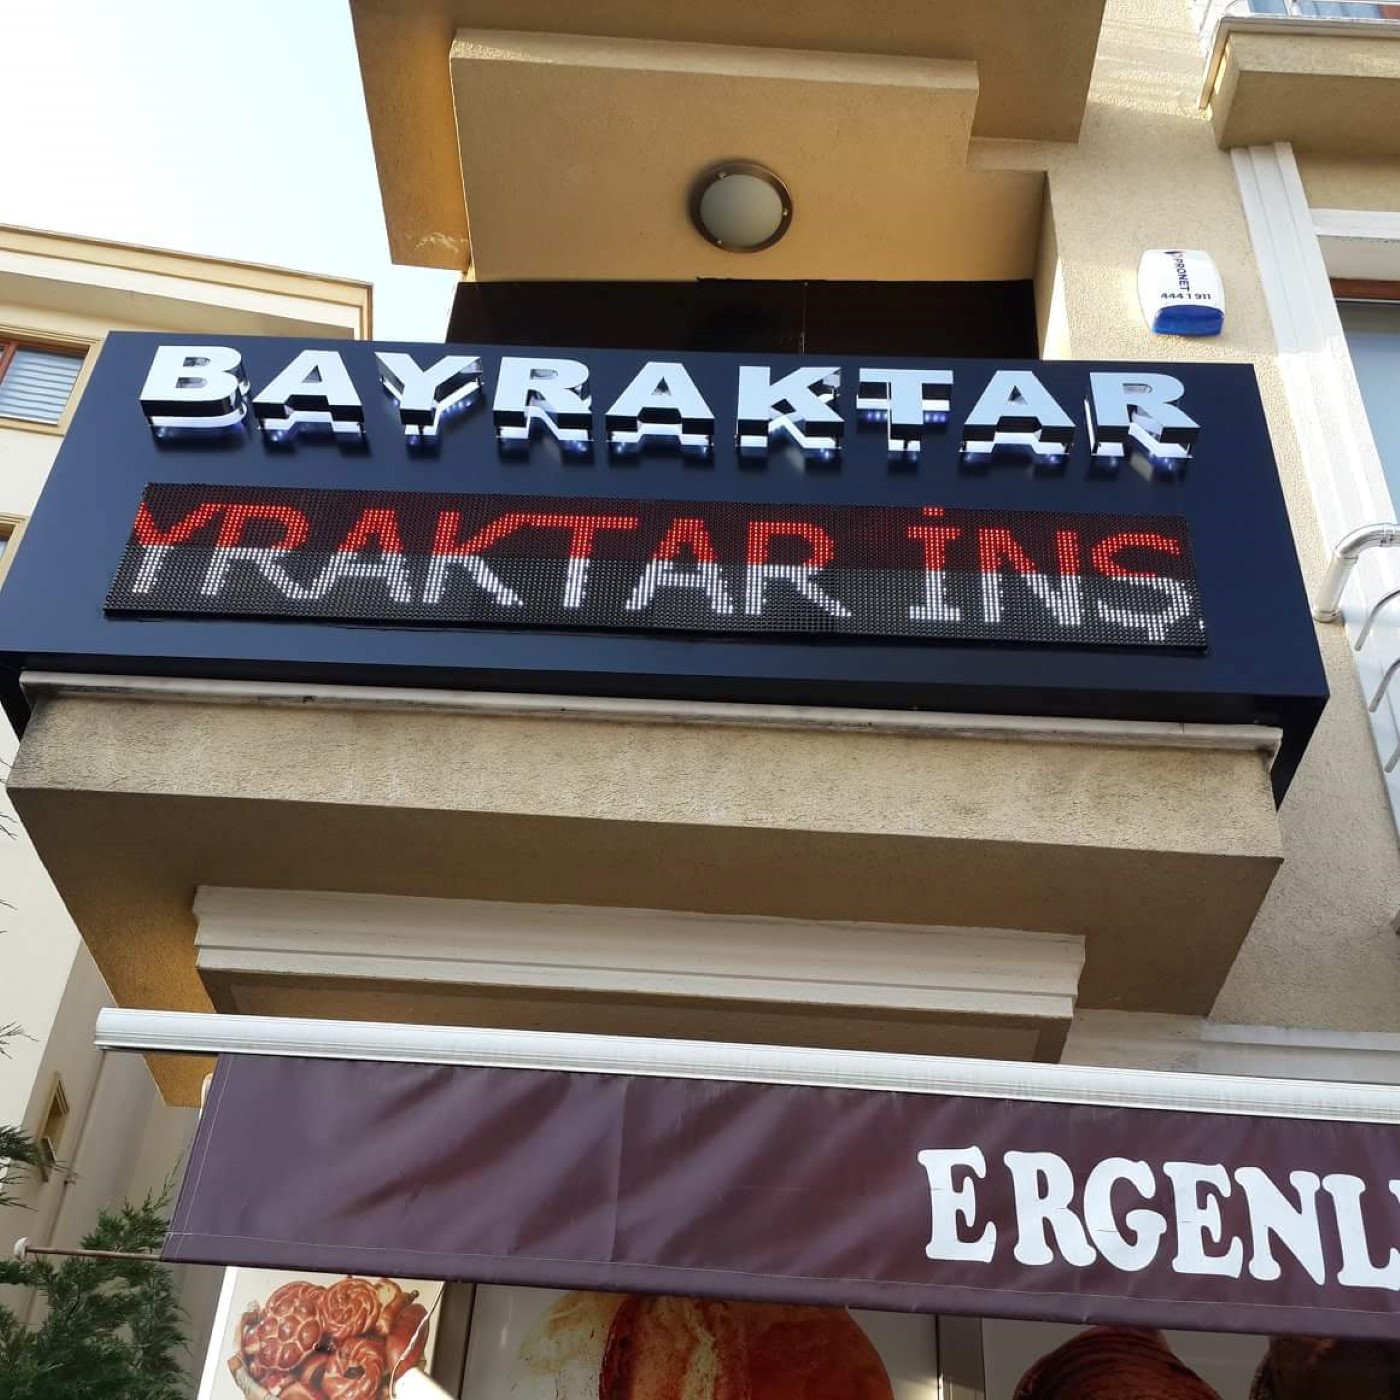 PRONET
444 1 911
BAYRAKTAR
YRAKTAR İNŞ.
ERGENL